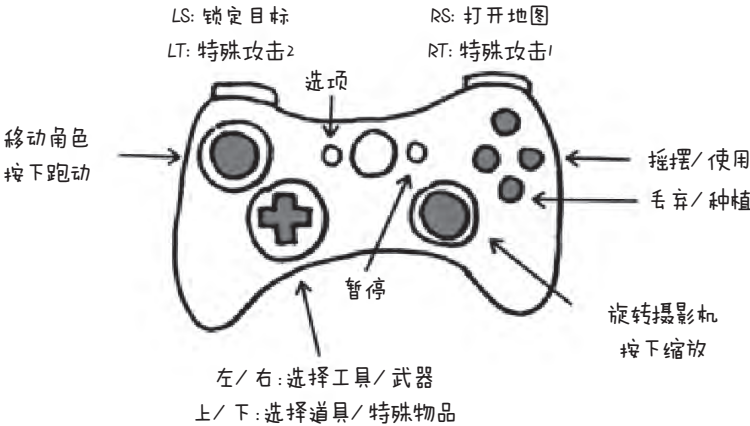 LS: 锁定目标
RS: 打开地图
LT: 特殊攻击2
RT: 特殊攻击1
选项
移动角色
按下跑动
摇摆/使用
丢弃/种植
暂停
旋转摄影机
按下缩放
左/右:选择工具/武器
上/下:选择道具/特殊物品